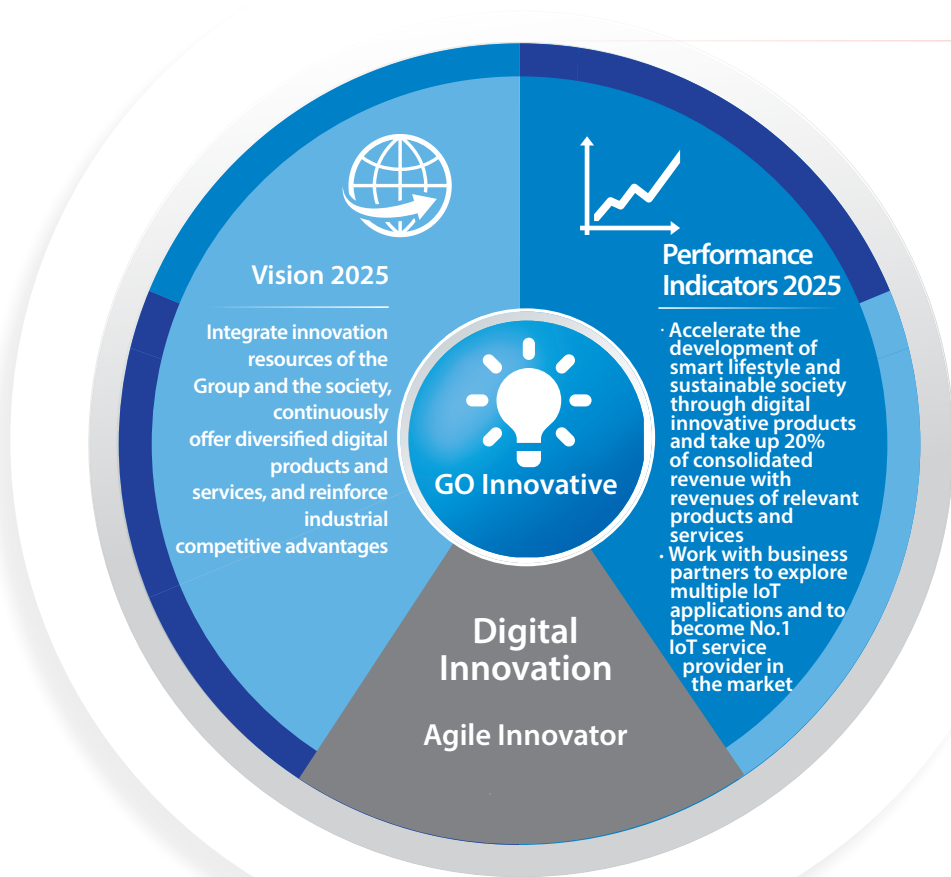 Vision 2025
Integrate innovation
resources of the
Group and the society,
continuously
offer diversified digital
products and
services, and reinforce
industrial
competitive advantages
Performance
Indicators 2025
· Accelerate the
development of
smart lifestyle and
sustainable society
through digital
innovative products
and take up 20%
of consolidated
revenue with
revenues of relevant
products and
services
· Work with business
partners to explore
multiple IoT
applications and to
become No.1
IoT service
provider in
the market
GO Innovative
Digital
Innovation
Agile Innovator